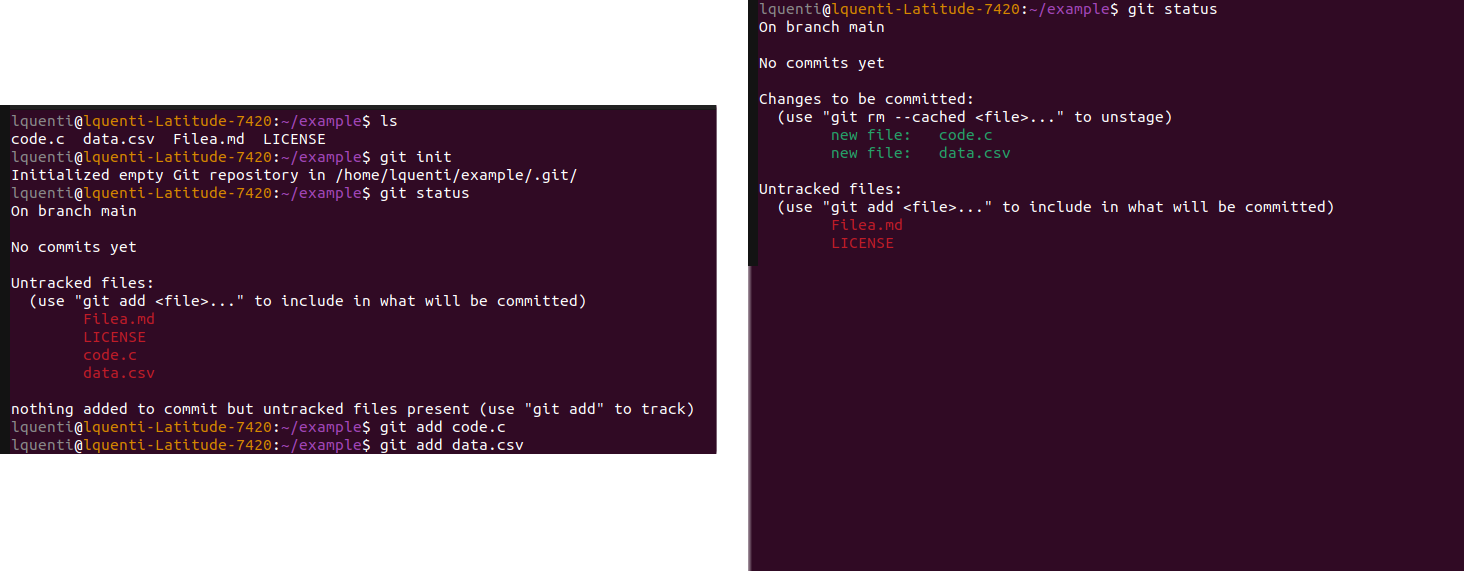 lquenti@lquenti-Latitude-7420:~/example$ ls
code.c  data.csv  Filea.md  LICENSE
lquenti@lquenti-Latitude-7420:~/example$ git init
Initialized empty Git repository in /home/lquenti/example/.git/
lquenti@lquenti-Latitude-7420:~/example$ git status
On branch main

No commits yet

Untracked files:
  (use "git add <file>..." to include in what will be committed)
        Filea.md
        LICENSE
        code.c
        data.csv

nothing added to commit but untracked files present (use "git add" to track)
lquenti@lquenti-Latitude-7420:~/example$ git add code.c
lquenti@lquenti-Latitude-7420:~/example$ git add data.csv
lquenti@lquenti-Latitude-7420:~/example$ git status
On branch main

No commits yet

Changes to be committed:
  (use "git rm --cached <file>..." to unstage)
        new file:   code.c
        new file:   data.csv

Untracked files:
  (use "git add <file>..." to include in what will be committed)
        Filea.md
        LICENSE